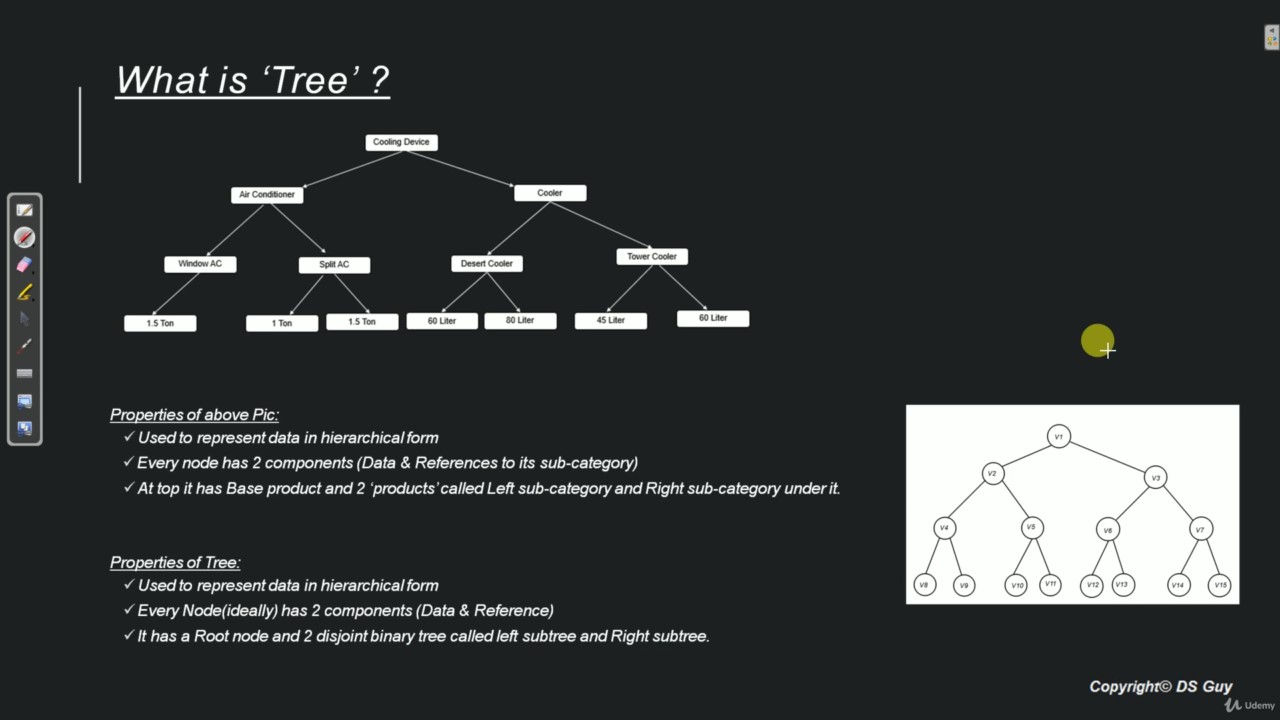 What is ‘Tree’ ?
Cooling Device
Air Conditioner
Cooler
Window AC
Split AC
Desert Cooler
Tower Cooler
1.5 Ton
1 Ton
1.5 Ton
60 Liter
80 Liter
45 Liter
60 Liter
Properties of above Pic:
✓ Used to represent data in hierarchical form
✓ Every node has 2 components (Data & References to its sub-category)
✓ At top it has Base product and 2 ‘products’ called Left sub-category and Right sub-category under it.
Properties of Tree:
✓ Used to represent data in hierarchical form
✓ Every Node(ideally) has 2 components (Data & Reference)
✓ It has a Root node and 2 disjoint binary tree called left subtree and Right subtree.
V1
V2
V3
V4
V5
V6
V7
V8
V9
V10
V11
V12
V13
V14
V15
Copyright© DS Guy
Udemy